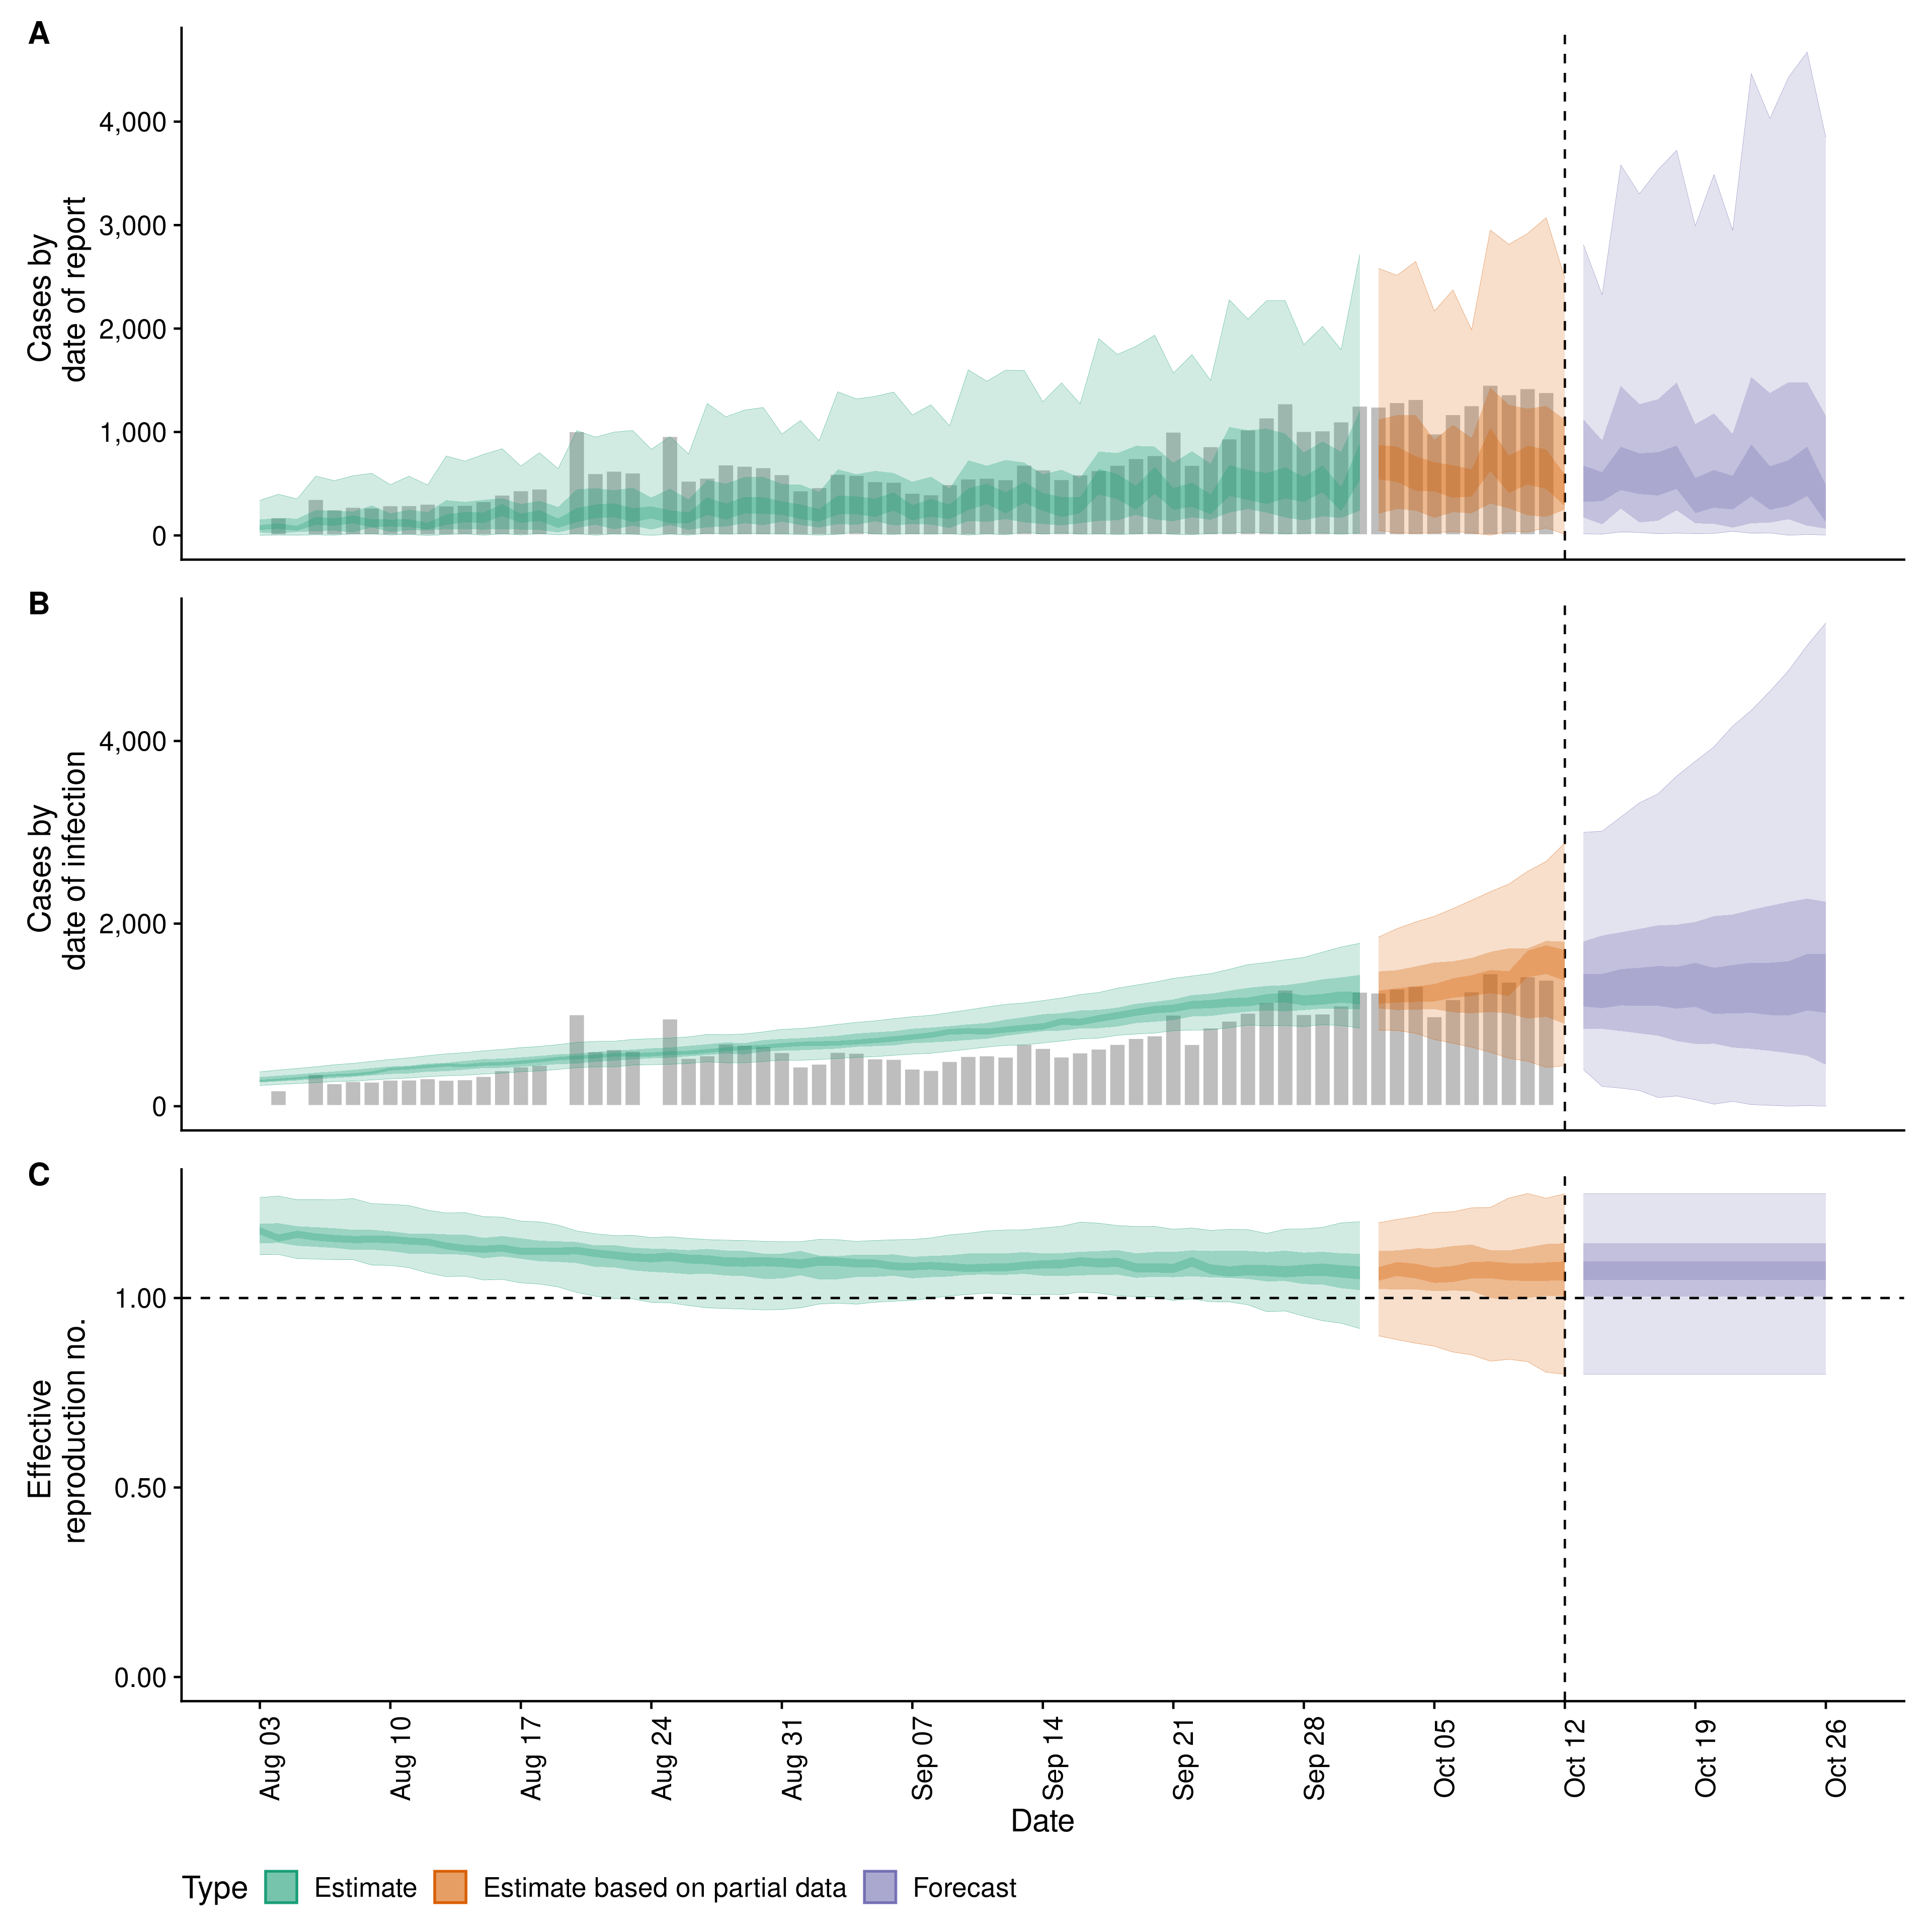 A
Cases by
date of report
4,000
3,000
2,000
1,000
0
B
Cases by
date of infection
4,000
2,000
0
C
Effective
reproduction no.
1.00
0.50
0.00
Aug 03
Aug 10
Aug 17
Aug 24
Aug 31
Sep 07
Sep 14
Sep 21
Sep 28
Oct 05
Oct 12
Oct 19
Oct 26
Date
Type Estimate Estimate based on partial data Forecast